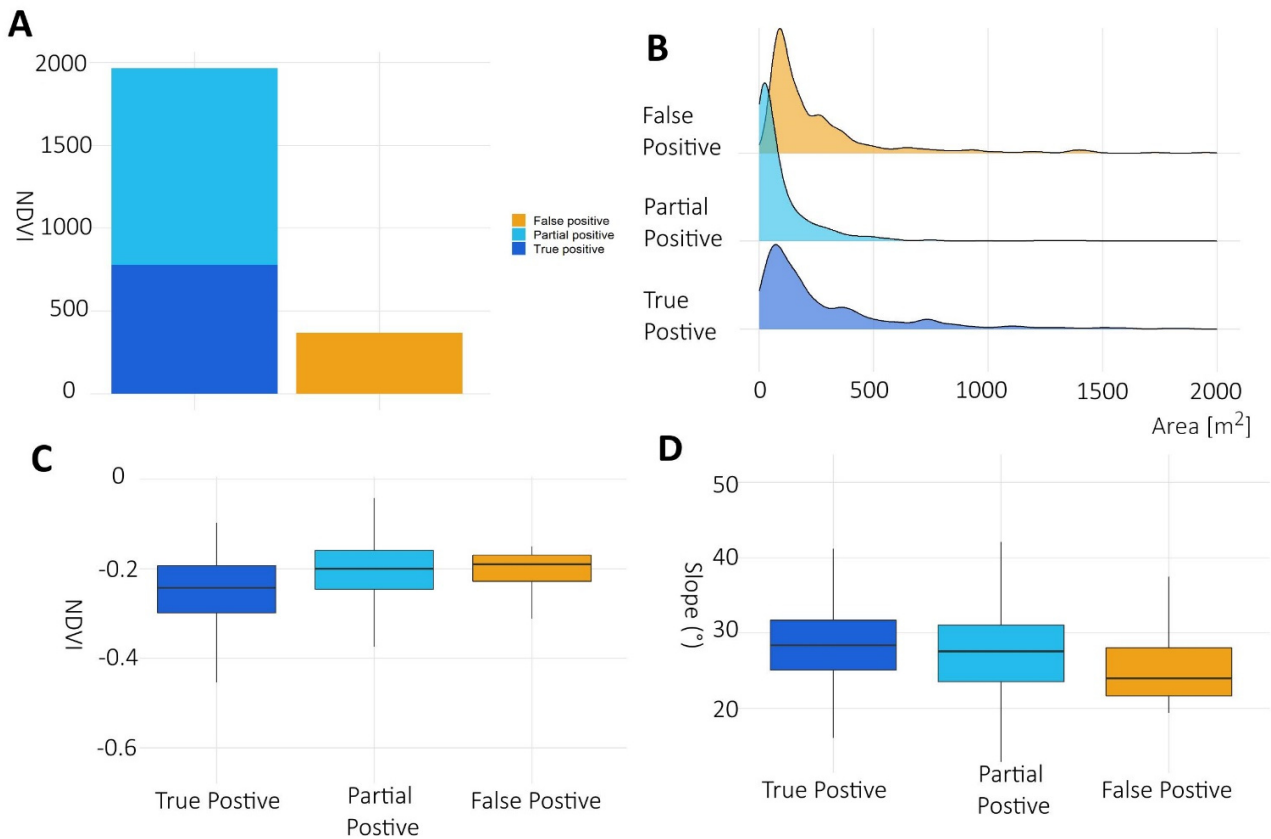 A
2000
1500
1000
500
0
NDVI
False positive
Partial positive
True positive
B
False
Positive
Partial
Positive
True
Postive
0 500 1000 1500 2000
Area [m²]
C
0
-0.2
-0.4
-0.6
NDVI
True Postive
Partial
Postive
False Postive
D
50
40
30
20
Slope (°)
True Positive
Partial
Postive
False Postive